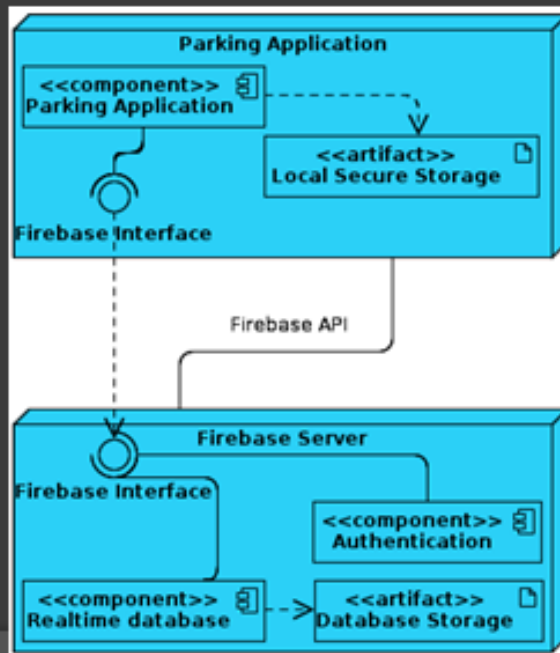 Parking Application
<<component>>
Parking Application
<<artifact>>
Local Secure Storage
Firebase Interface
Firebase API
Firebase Server
Firebase Interface
<<component>>
Authentication
<<component>>
Realtime database
<<artifact>>
Database Storage